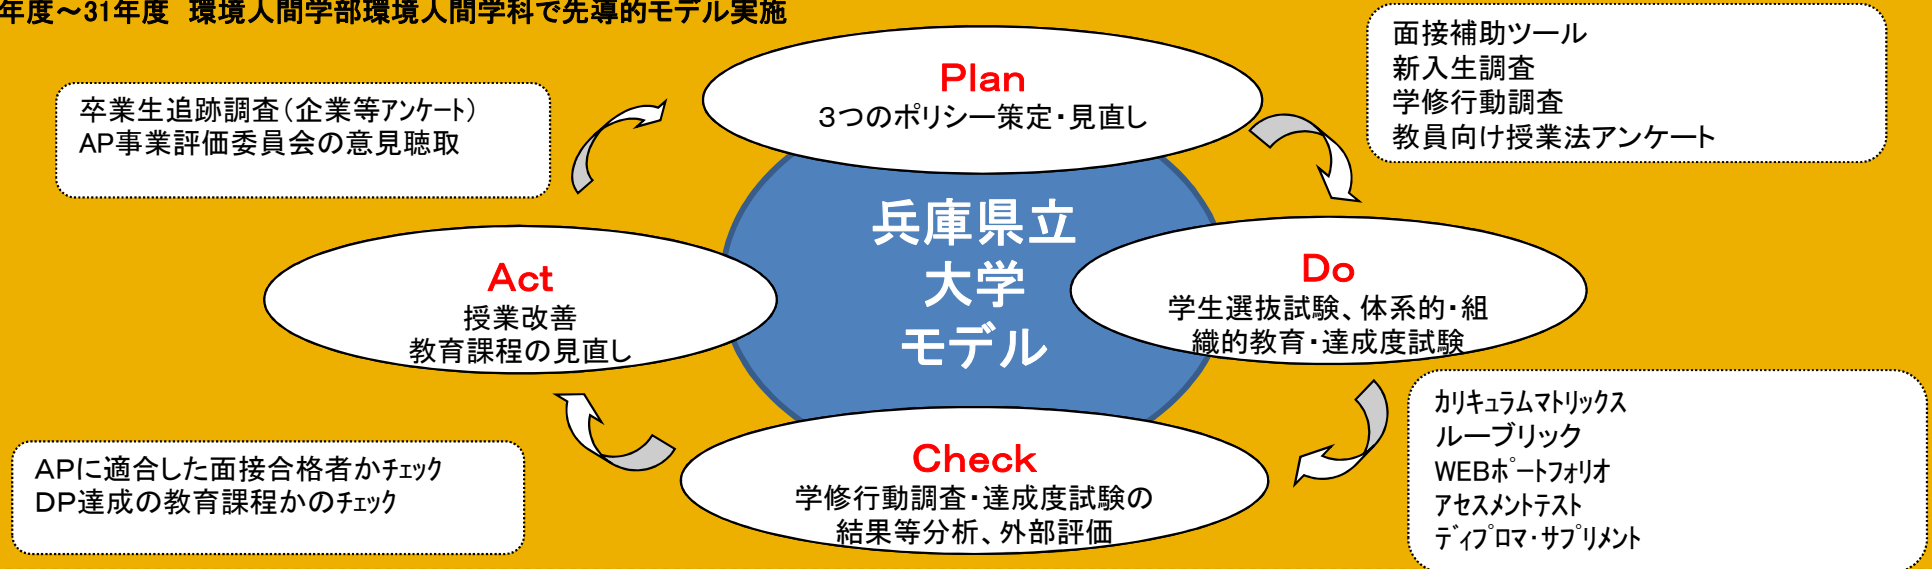 年度～31年度 環境人間学部環境人間学科で先導的モデル実施
面接補助ツール
新入生調査
学修行動調査
教員向け授業法アンケート
Plan
３つのポリシー策定・見直し
卒業生追跡調査（企業等ｱﾝｹｰﾄ）
AP事業評価委員会の意見聴取
兵庫県立
大学
モデル
Act
授業改善
教育課程の見直し
Do
学生選抜試験、体系的・組
織的教育・達成度試験
Check
学修行動調査・達成度試験の
結果等分析、外部評価
ＡＰに適合した面接合格者かﾁｪｯｸ
ＤＰ達成の教育課程かのﾁｪｯｸ
ｶﾘｷｭﾗﾑﾏﾄﾘｯｸｽ
ルーブリック
WEBﾎﾟｰﾄﾌｫﾘｵ
ｱｾｽﾒﾝﾄﾃｽﾄ
ﾃﾞｨﾌﾟﾛﾏ･ｻﾌﾟﾘﾒﾝﾄ